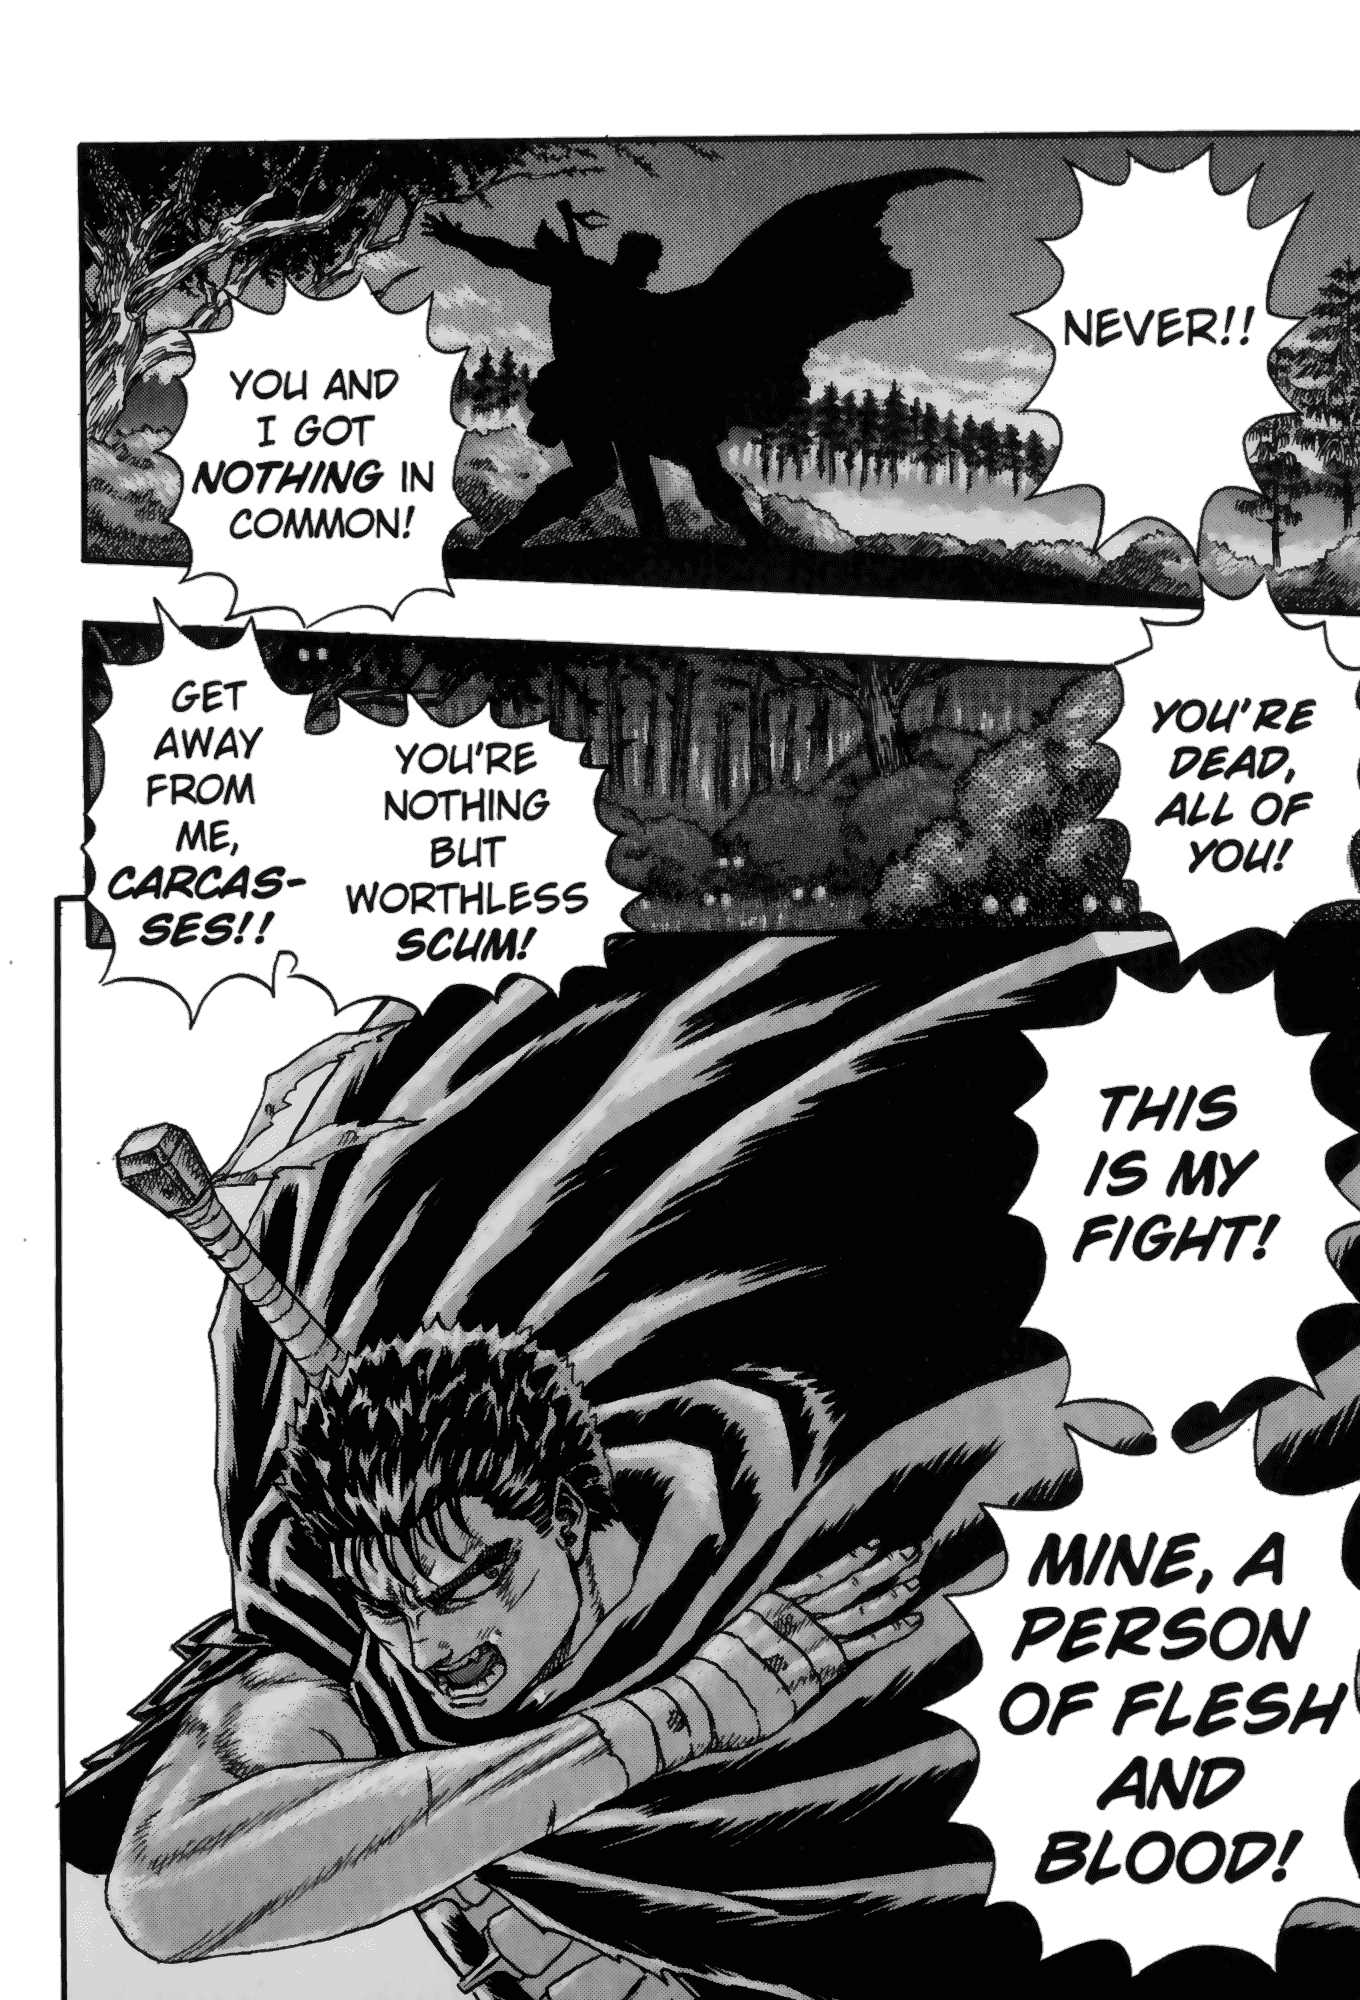 NEVER!!
YOU AND
I GOT
NOTHING IN
COMMON!
YOU'RE
DEAD,
ALL OF
YOU!
YOU'RE
NOTHING
BUT
WORTHLESS
SCUM!
GET
AWAY
FROM
ME,
CARCAS-
SES!!
THIS
IS MY
FIGHT!
MINE, A
PERSON
OF FLESH
AND
BLOOD!